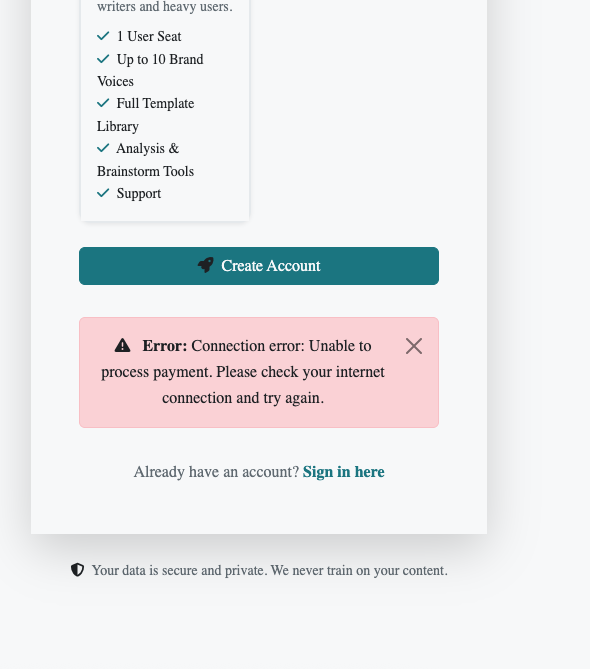 writers and heavy users.
1 User Seat
Up to 10 Brand
Voices
Full Template
Library
Analysis &
Brainstorm Tools
Support
Create Account
Error: Connection error: Unable to
process payment. Please check your internet
connection and try again.
Already have an account? Sign in here
Your data is secure and private. We never train on your content.